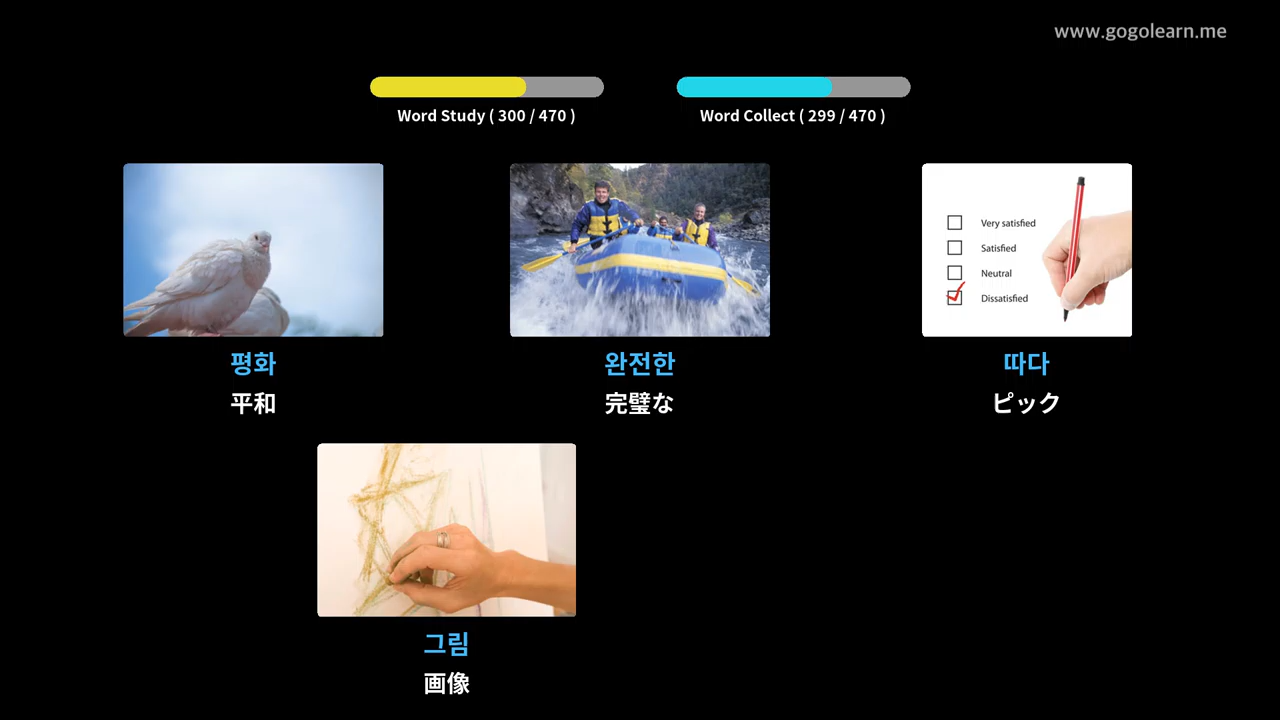 www.gogolearn.me
Word Study ( 300 / 470 )
Word Collect ( 299 / 470 )
Very satisfied
Satisfied
Neutral
Dissatisfied
평화
완전한
따다
平和
完璧な
ピック
그림
画像